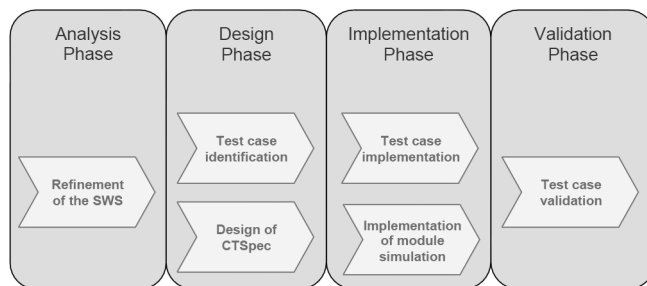 Analysis
Phase
Refinement
of the SWS
Design
Phase
Test case
identification
Design of
CTSpec
Implementation
Phase
Test case
implementation
Implementation
of module
simulation
Validation
Phase
Test case
validation